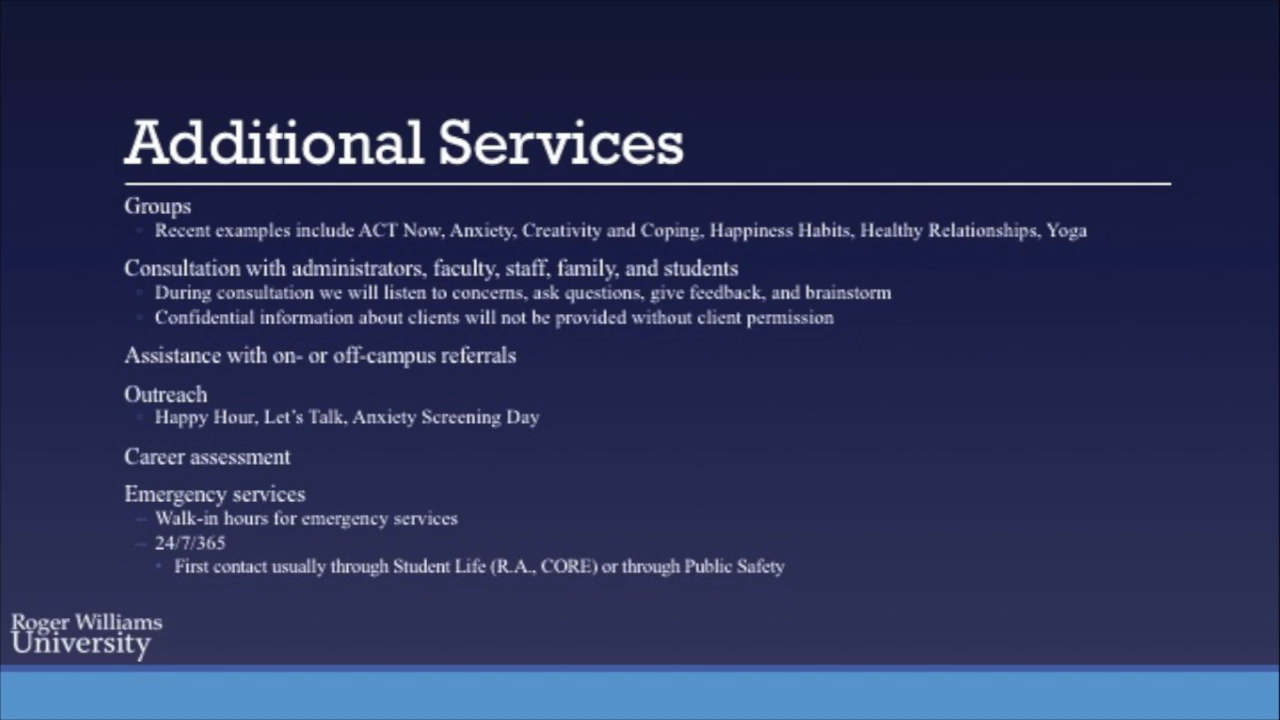 Additional Services
Groups
Recent examples include ACT Now, Anxiety, Creativity and Coping, Happiness Habits, Healthy Relationships, Yoga
Consultation with administrators, faculty, staff, family, and students
During consultation we will listen to concerns, ask questions, give feedback, and brainstorm
Confidential information about clients will not be provided without client permission
Assistance with on- or off-campus referrals
Outreach
Happy Hour, Let’s Talk, Anxiety Screening Day
Career assessment
Emergency services
– Walk-in hours for emergency services
– 24/7/365
First contact usually through Student Life (R.A., CORE) or through Public Safety
Roger Williams
University